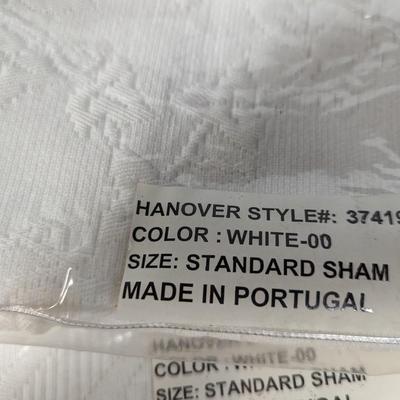 HANOVER STYLE#: 37419
COLOR : WHITE-00
SIZE: STANDARD SHAM
MADE IN PORTUGAL
HANOVER
COLOR : WHITE-00
SIZE: STANDARD SHAM
PORTUGAL